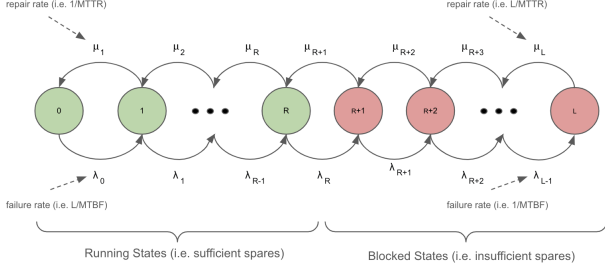 repair rate (i.e. 1/MTTR)
repair rate (i.e. L/MTTR)
μ1 μ2 μR μR+1 μR+2 μR+3 μL
0 1 ••• R R+1 R+2 ••• L
λ0 λ1 λR-1 λR λR+1 λR+2 λL-1
failure rate (i.e. L/MTBF)
failure rate (i.e. 1/MTBF)
Running States (i.e. sufficient spares)
Blocked States (i.e. insufficient spares)